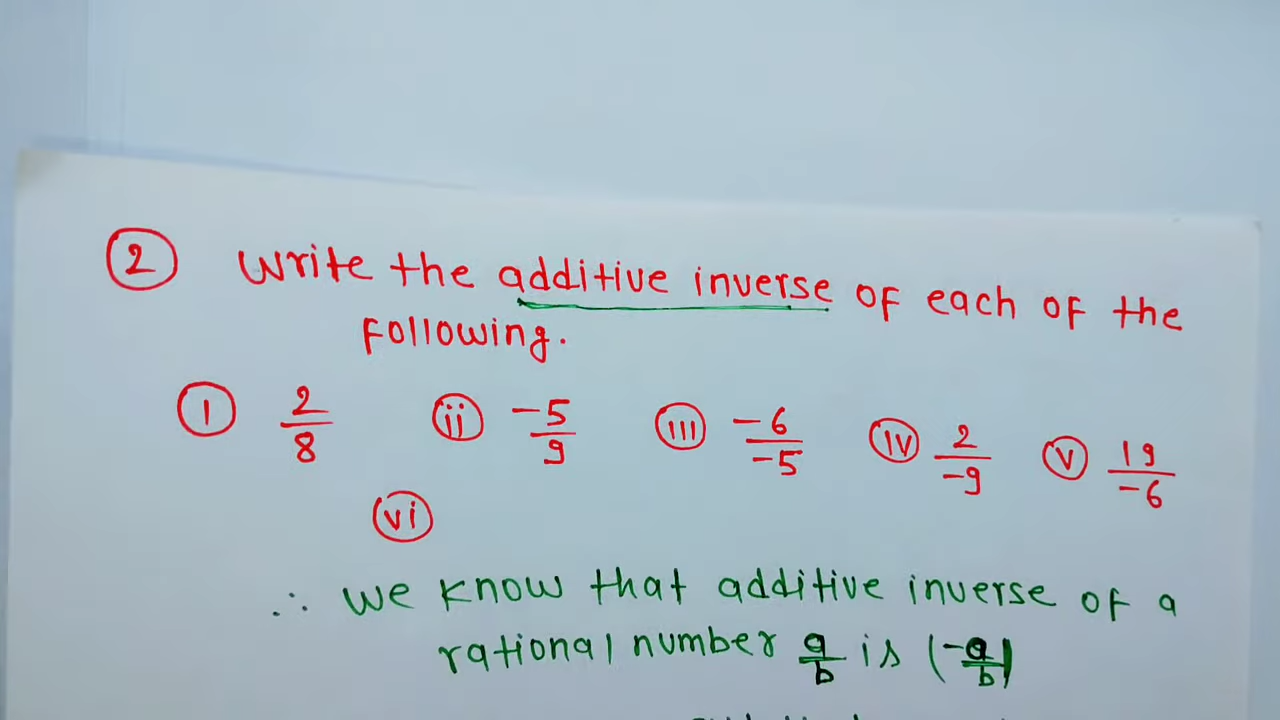 ② Write the additive inverse of each of the
following.
ⓘ 2/8 ⓘⓘ -5/9 ⓘⓘⓘ -6/-5 ⓘⓥ 2/-9 ⓥ 19/-6
ⓥⓘ
∴ We know that additive inverse of a
rational number a/b is (-a/b)